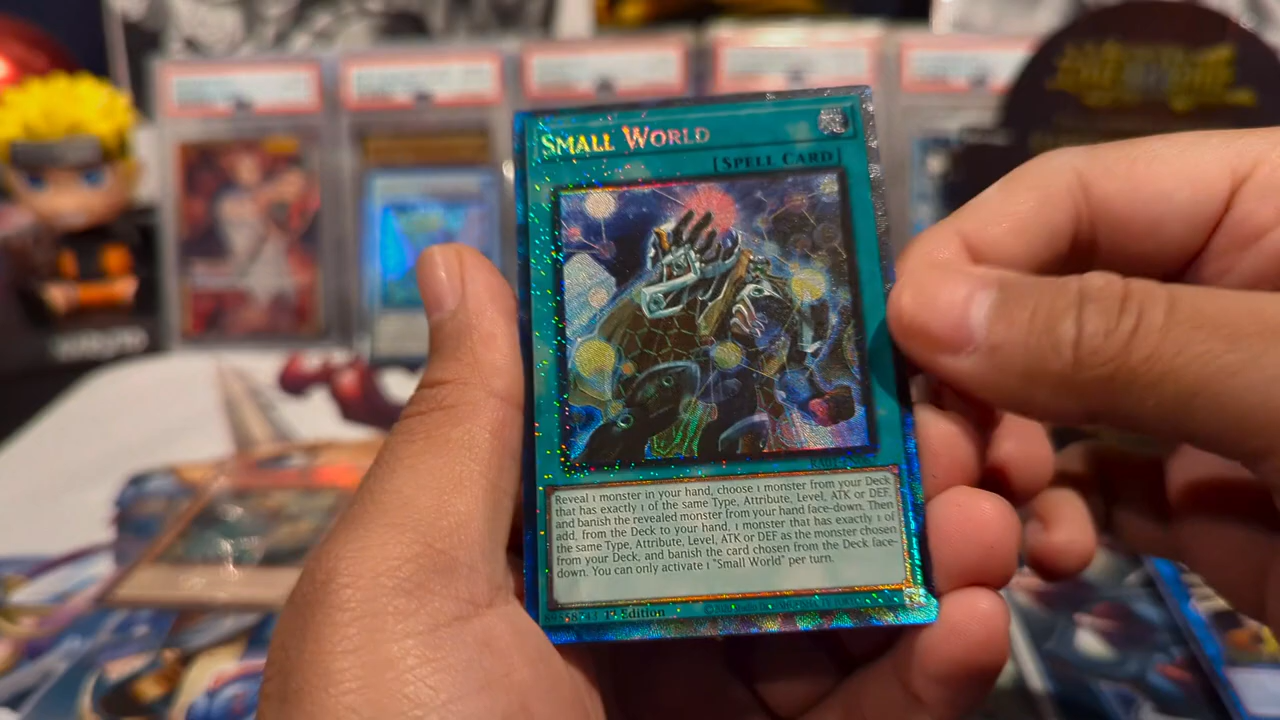 SMALL WORLD
[SPELL CARD]
Reveal 1 monster in your hand, choose 1 monster from your Deck
that has exactly 1 of the same Type, Attribute, Level, ATK or DEF,
and banish the revealed monster from your hand face-down. Then
add, from the Deck to your hand, 1 monster that has exactly 1 of
the same Type, Attribute, Level, ATK or DEF as the monster chosen
from your Deck, and banish the card chosen from the Deck face-
down. You can only activate 1 "Small World" per turn.
1st Edition